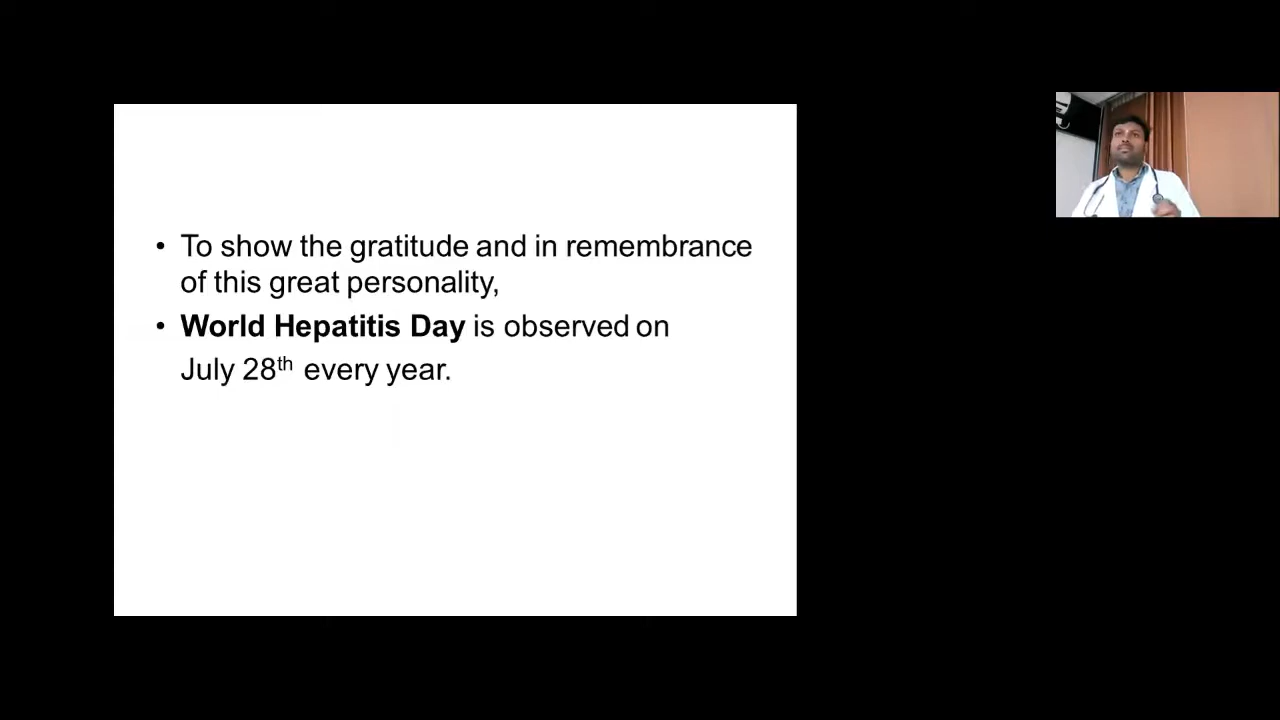 • To show the gratitude and in remembrance
of this great personality,
• World Hepatitis Day is observed on
July 28th every year.